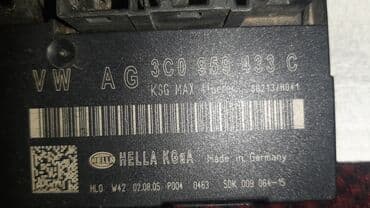 VW AG 3C0 959 433 C
KSG MAX
HELLA HELLA KGaA Made in Germany
HLO W42 02.08.05 P004 0463 5DK 009 064-15